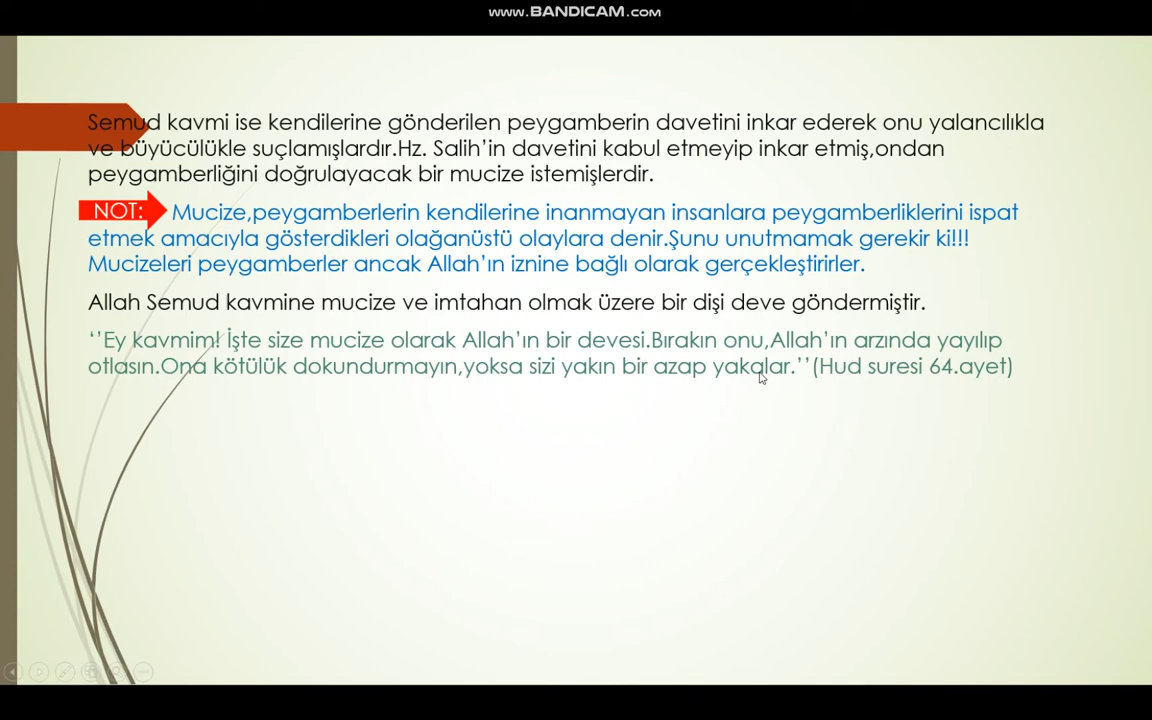 www.BANDICAM.com
Semud kavmi ise kendilerine gönderilen peygamberin davetini inkar ederek onu yalancılıkla
ve büyücülükle suçlamışlardır.Hz. Salih’in davetini kabul etmeyip inkar etmiş,ondan
peygamberliğini doğrulayacak bir mucize istemişlerdir.
NOT: Mucize,peygamberlerin kendilerine inanmayan insanlara peygamberliklerini ispat
etmek amacıyla gösterdikleri olağanüstü olaylara denir.Şunu unutmamak gerekir ki!!!
Mucizeleri peygamberler ancak Allah’ın iznine bağlı olarak gerçekleştirirler.
Allah Semud kavmine mucize ve imtahan olmak üzere bir dişi deve göndermiştir.
‘’Ey kavmim! İşte size mucize olarak Allah’ın bir devesi.Bırakın onu,Allah’ın arzında yayılıp
otlasın.Ona kötülük dokundurmayın,yoksa sizi yakın bir azap yakalar.’’(Hud suresi 64.ayet)